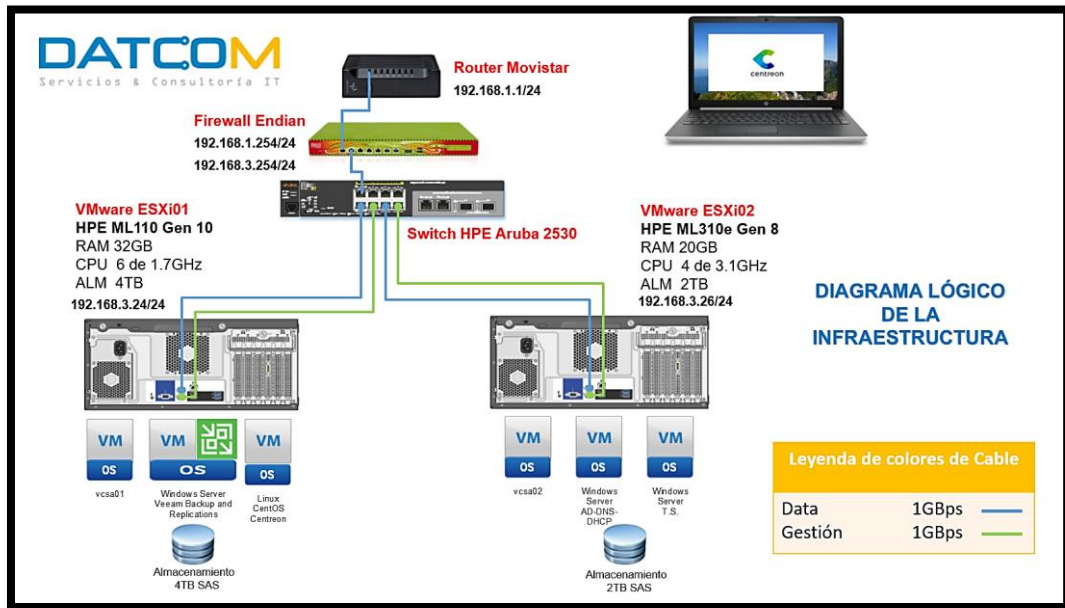 DATCOM
Servicios & Consultoría IT
Router Movistar
192.168.1.1/24
centreon
Firewall Endian
192.168.1.254/24
192.168.3.254/24
Switch HPE Aruba 2530
VMware ESXi01
HPE ML110 Gen 10
RAM 32GB
CPU 6 de 1.7GHz
ALM 4TB
192.168.3.24/24
VMware ESXi02
HPE ML310e Gen 8
RAM 20GB
CPU 4 de 3.1GHz
ALM 2TB
192.168.3.26/24
DIAGRAMA LÓGICO
DE LA
INFRAESTRUCTURA
VM
OS
vcsa01
VM
OS
Windows Server
Veeam Backup and
Replications
VM
OS
Linux
CentOS
Centreon
Almacenamiento
4TB SAS
VM
OS
vcsa02
VM
OS
Windows
Server
AD-DNS-
DHCP
VM
OS
Windows
Server
T.S.
Almacenamiento
2TB SAS
Leyenda de colores de Cable
Data 1GBps
Gestión 1GBps